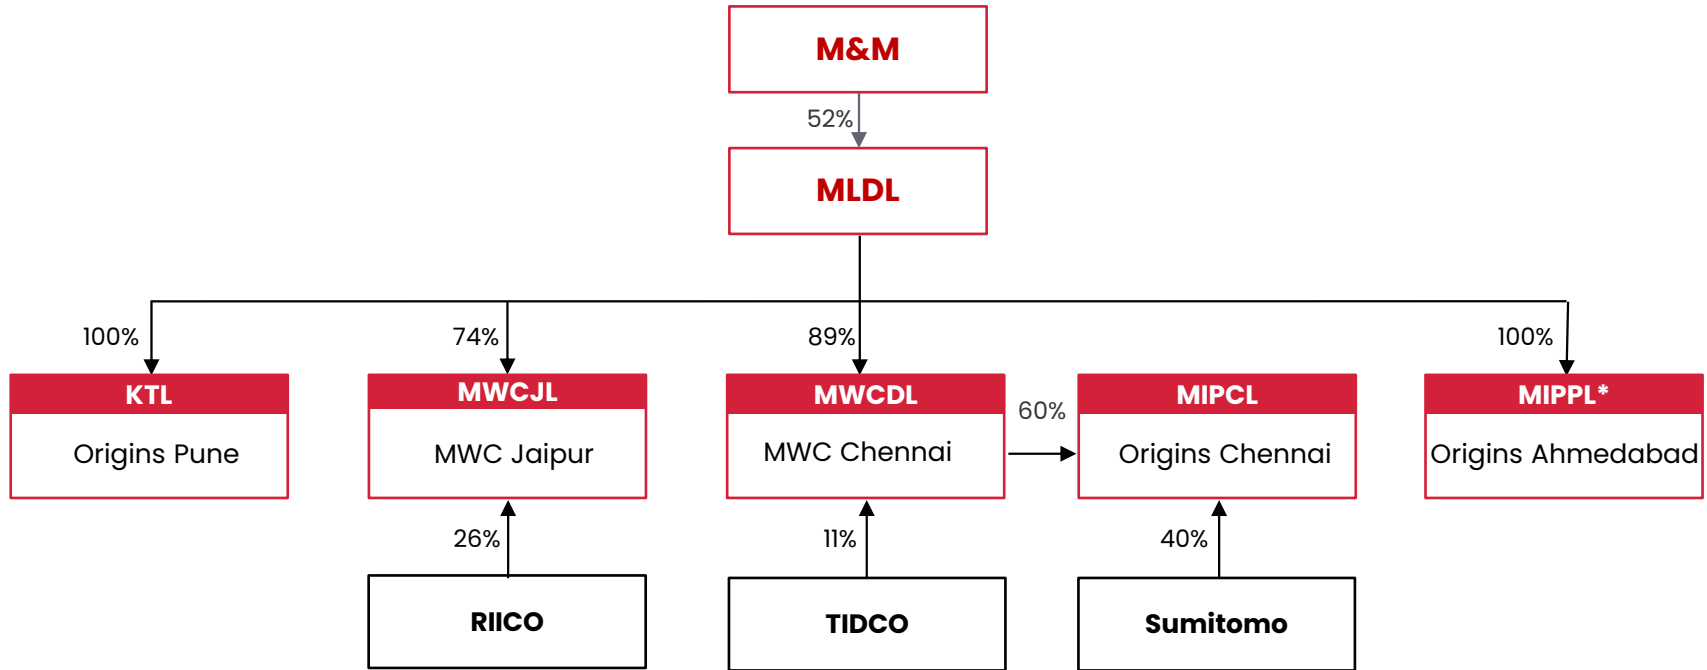 M&M
52%
MLDL
100%
74%
89%
100%
KTL
Origins Pune
MWCJL
MWC Jaipur
MWCDL
MWC Chennai
60%
MIPCL
Origins Chennai
MIPPL*
Origins Ahmedabad
26%
11%
40%
RIICO
TIDCO
Sumitomo